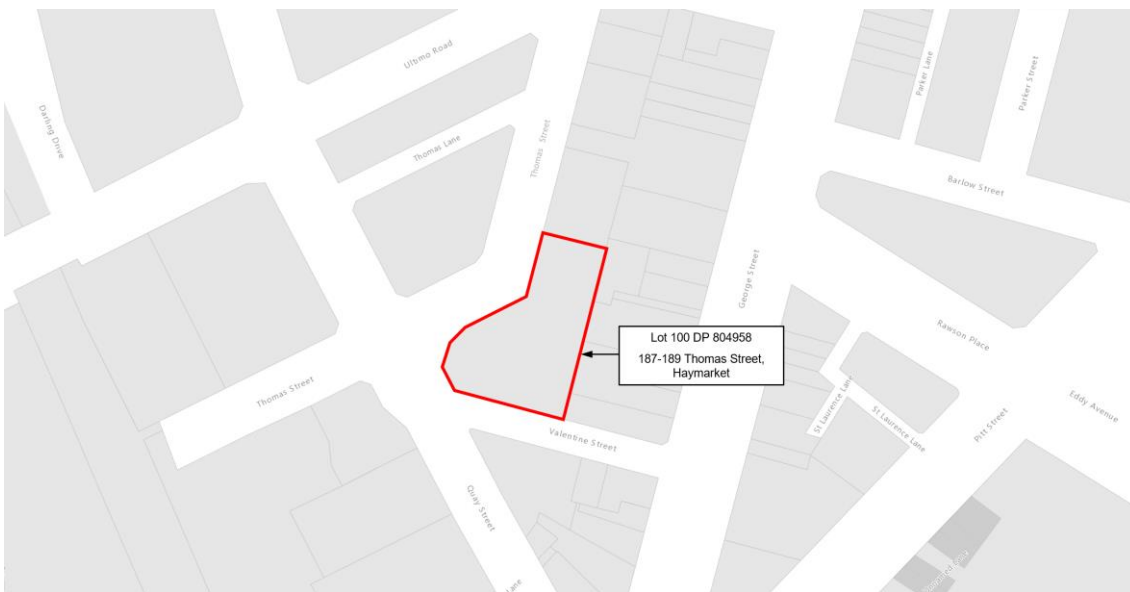 Ultimo Road
Parker Lane
Parker Street
Darling Drive
Thomas Lane
Thomas Street
Barlow Street
George Street
Lot 100 DP 804958
187-189 Thomas Street,
Haymarket
Rawson Place
Thomas Street
St Laurence Lane
St Laurence Lane
Eddy Avenue
Pitt Street
Valentine Street
Quay Street
Lane